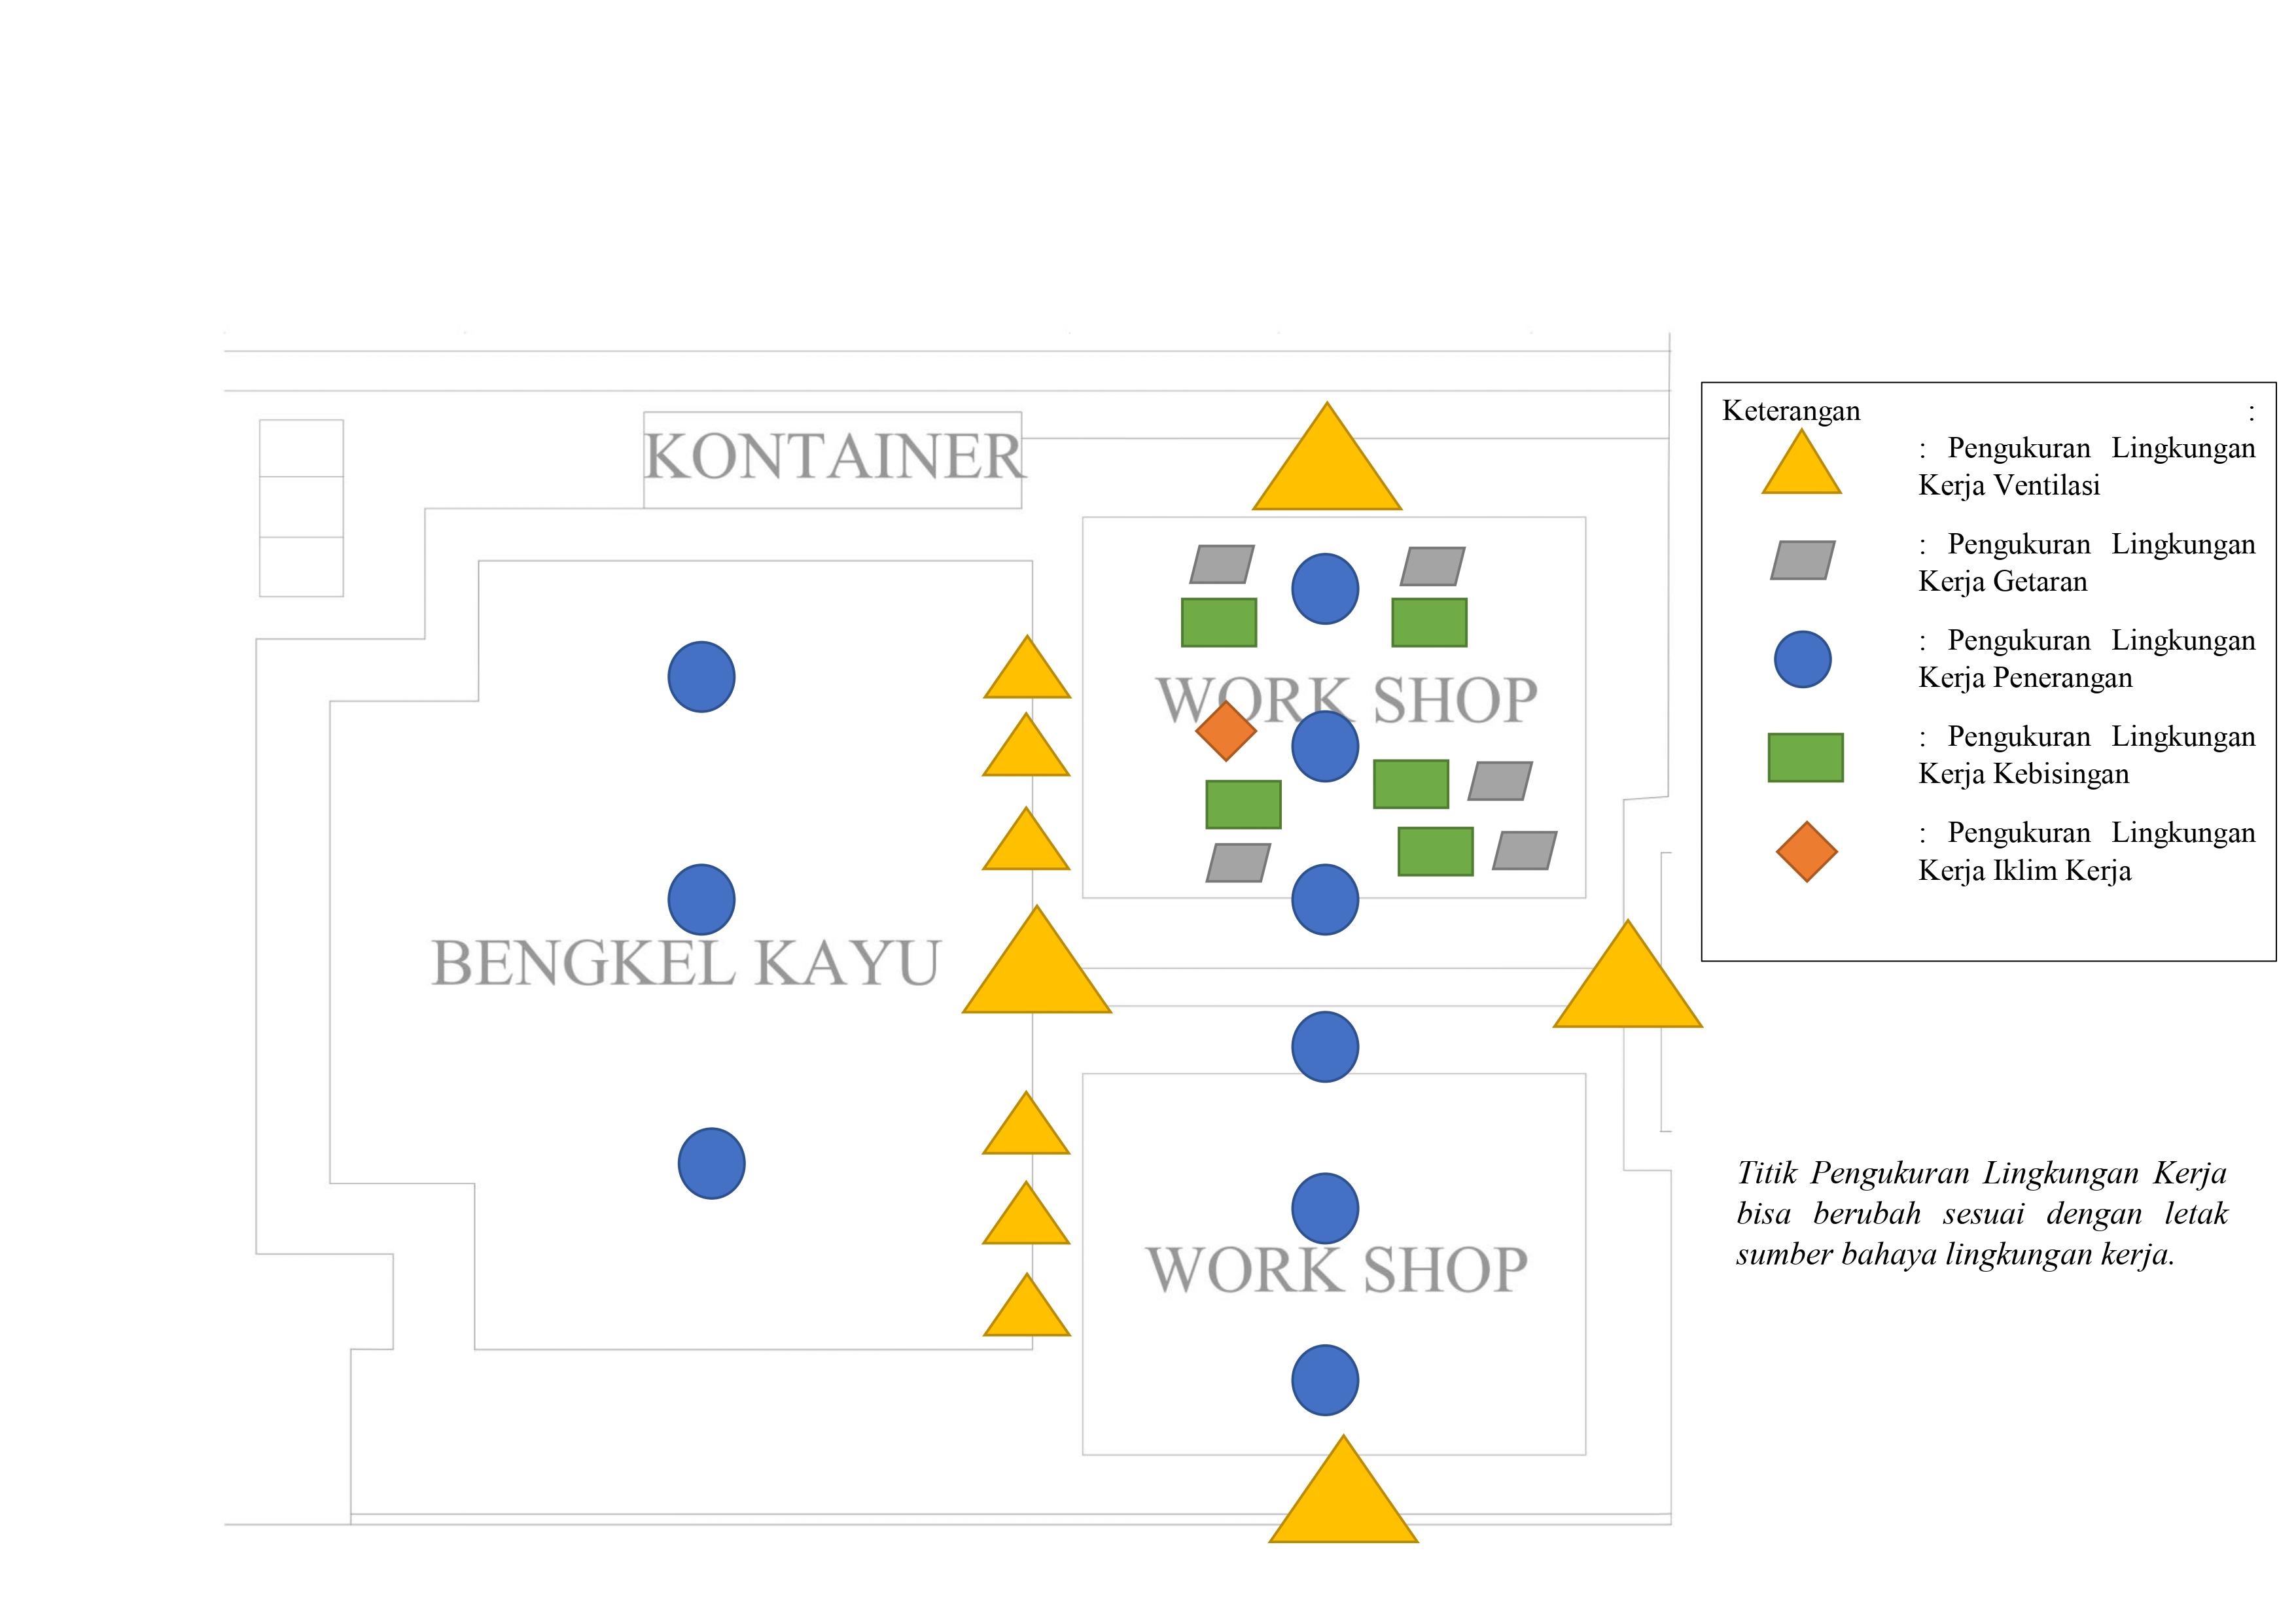 KONTAINER
WORK SHOP
BENGKEL KAYU
WORK SHOP
Keterangan :
: Pengukuran Lingkungan
Kerja Ventilasi
: Pengukuran Lingkungan
Kerja Getaran
: Pengukuran Lingkungan
Kerja Penerangan
: Pengukuran Lingkungan
Kerja Kebisingan
: Pengukuran Lingkungan
Kerja Iklim Kerja
Titik Pengukuran Lingkungan Kerja
bisa berubah sesuai dengan letak
sumber bahaya lingkungan kerja.